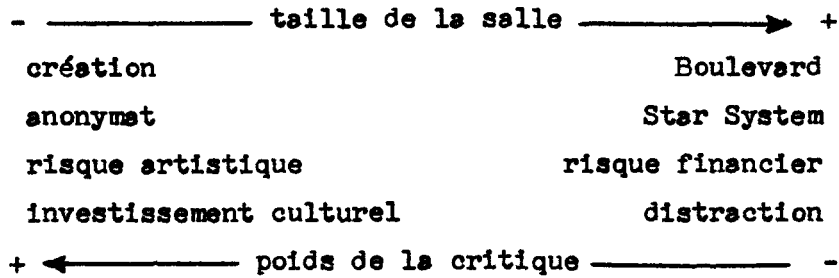 - taille de la salle +
création Boulevard
anonymat Star System
risque artistique risque financier
investissement culturel distraction
+ poids de la critique -